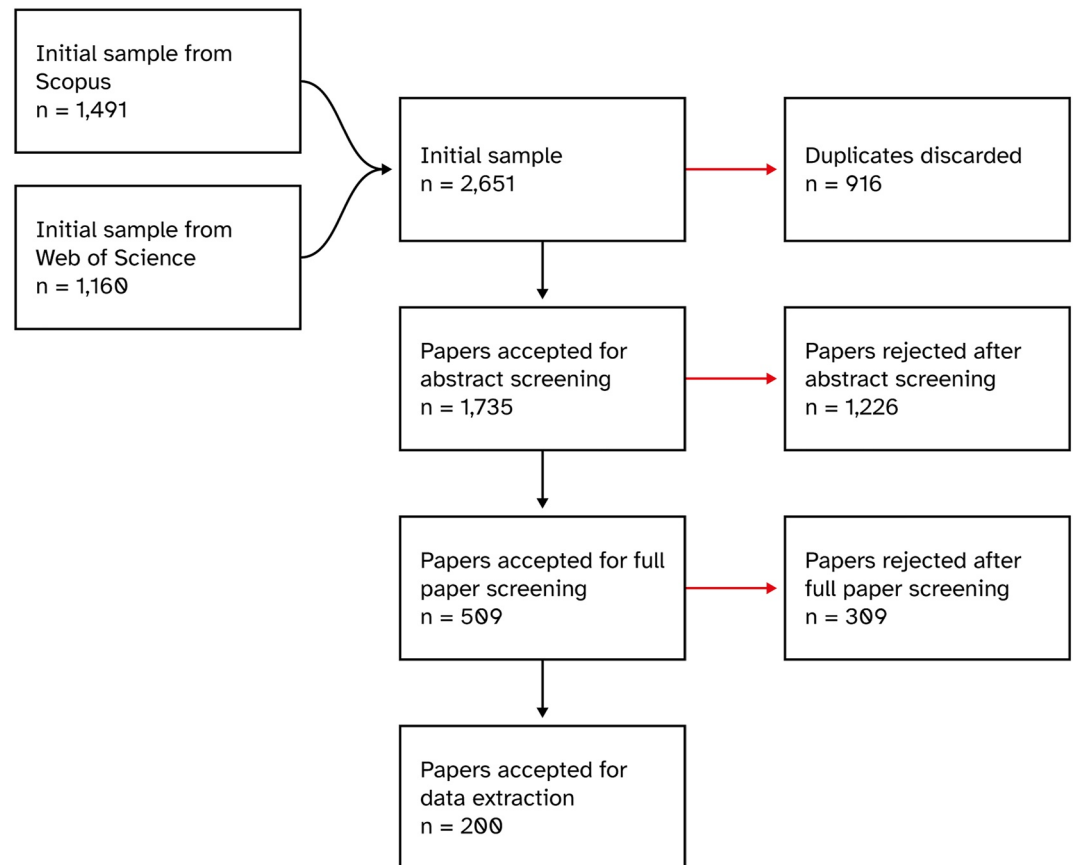 Initial sample from
Scopus
n = 1,491
Initial sample from
Web of Science
n = 1,160
Initial sample
n = 2,651
Duplicates discarded
n = 916
Papers accepted for
abstract screening
n = 1,735
Papers rejected after
abstract screening
n = 1,226
Papers accepted for full
paper screening
n = 509
Papers rejected after
full paper screening
n = 309
Papers accepted for
data extraction
n = 200